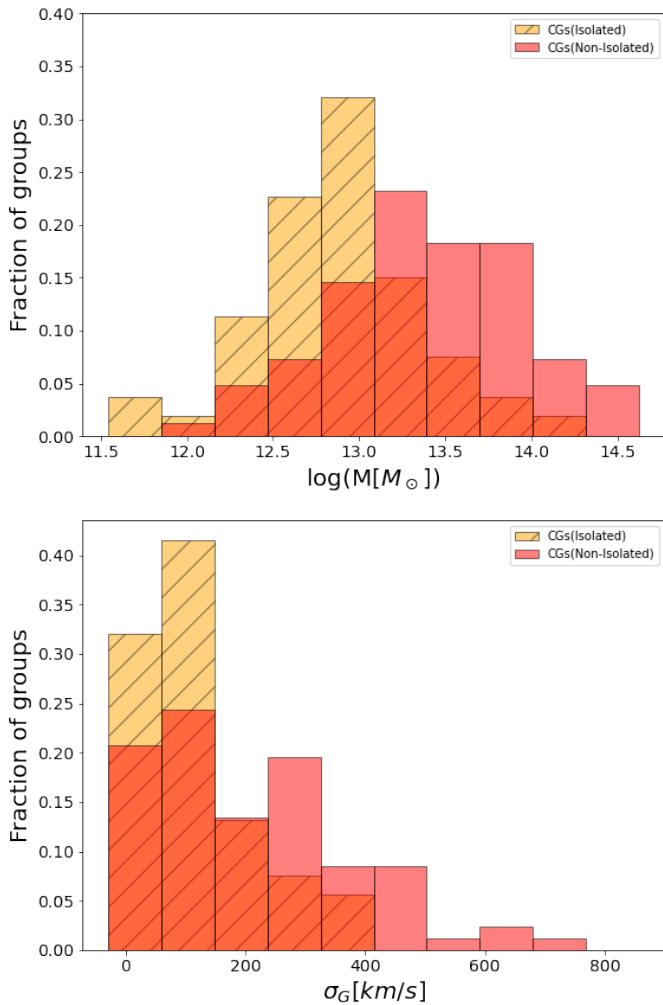 0.40
0.35
0.30
0.25
0.20
0.15
0.10
0.05
0.00
Fraction of groups
CGs(Isolated)
CGs(Non-Isolated)
11.5 12.0 12.5 13.0 13.5 14.0 14.5
log(M[M⊙])
0.40
0.35
0.30
0.25
0.20
0.15
0.10
0.05
0.00
Fraction of groups
CGs(Isolated)
CGs(Non-Isolated)
0 200 400 600 800
σG[km/s]